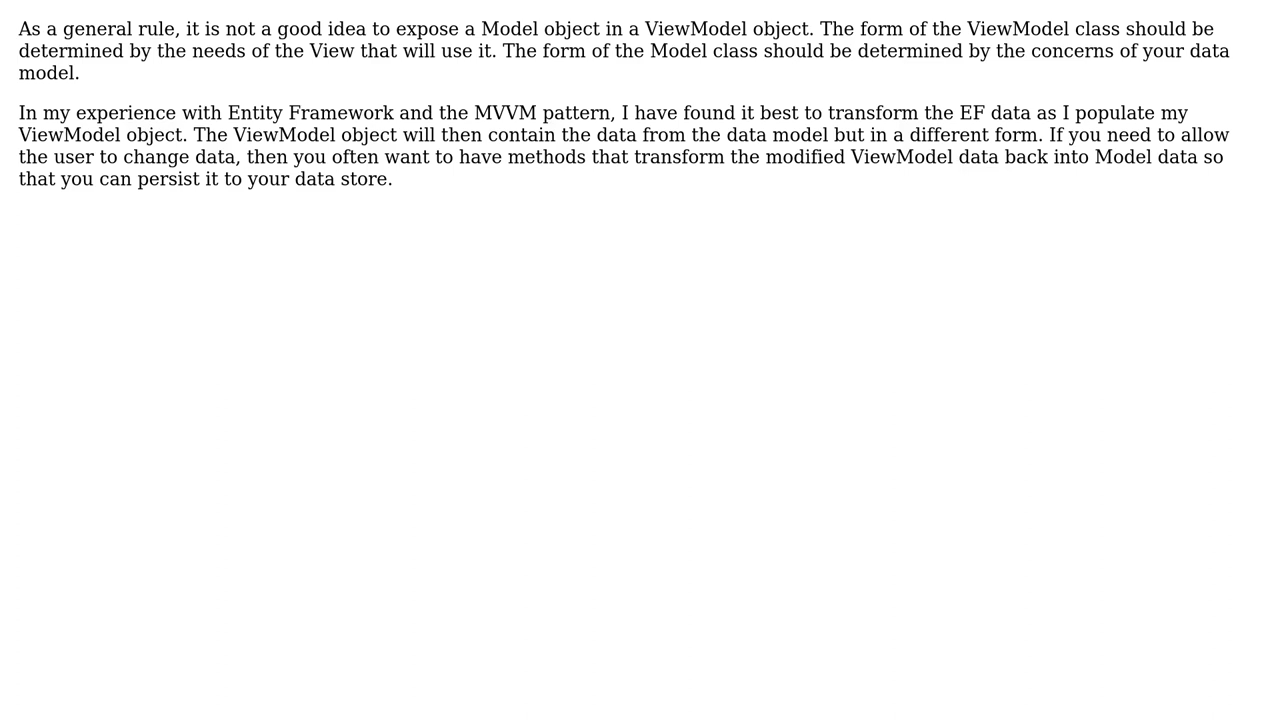 As a general rule, it is not a good idea to expose a Model object in a ViewModel object. The form of the ViewModel class should be
determined by the needs of the View that will use it. The form of the Model class should be determined by the concerns of your data
model.
In my experience with Entity Framework and the MVVM pattern, I have found it best to transform the EF data as I populate my
ViewModel object. The ViewModel object will then contain the data from the data model but in a different form. If you need to allow
the user to change data, then you often want to have methods that transform the modified ViewModel data back into Model data so
that you can persist it to your data store.